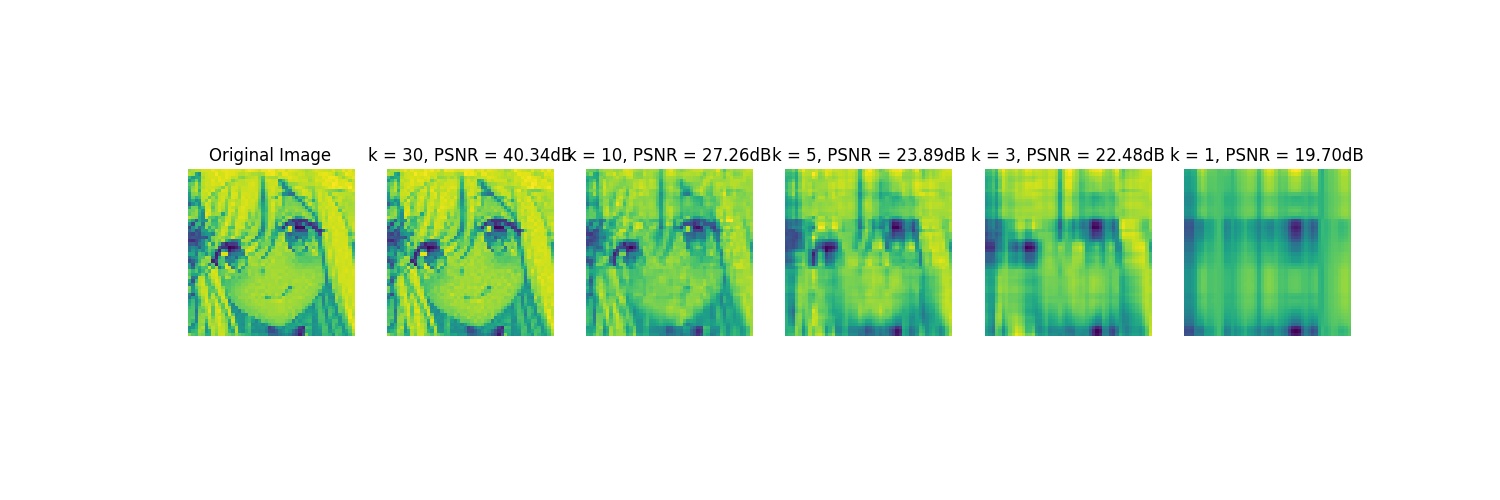 Original Image
k = 30, PSNR = 40.34dB
k = 10, PSNR = 27.26dB
k = 5, PSNR = 23.89dB
k = 3, PSNR = 22.48dB
k = 1, PSNR = 19.70dB